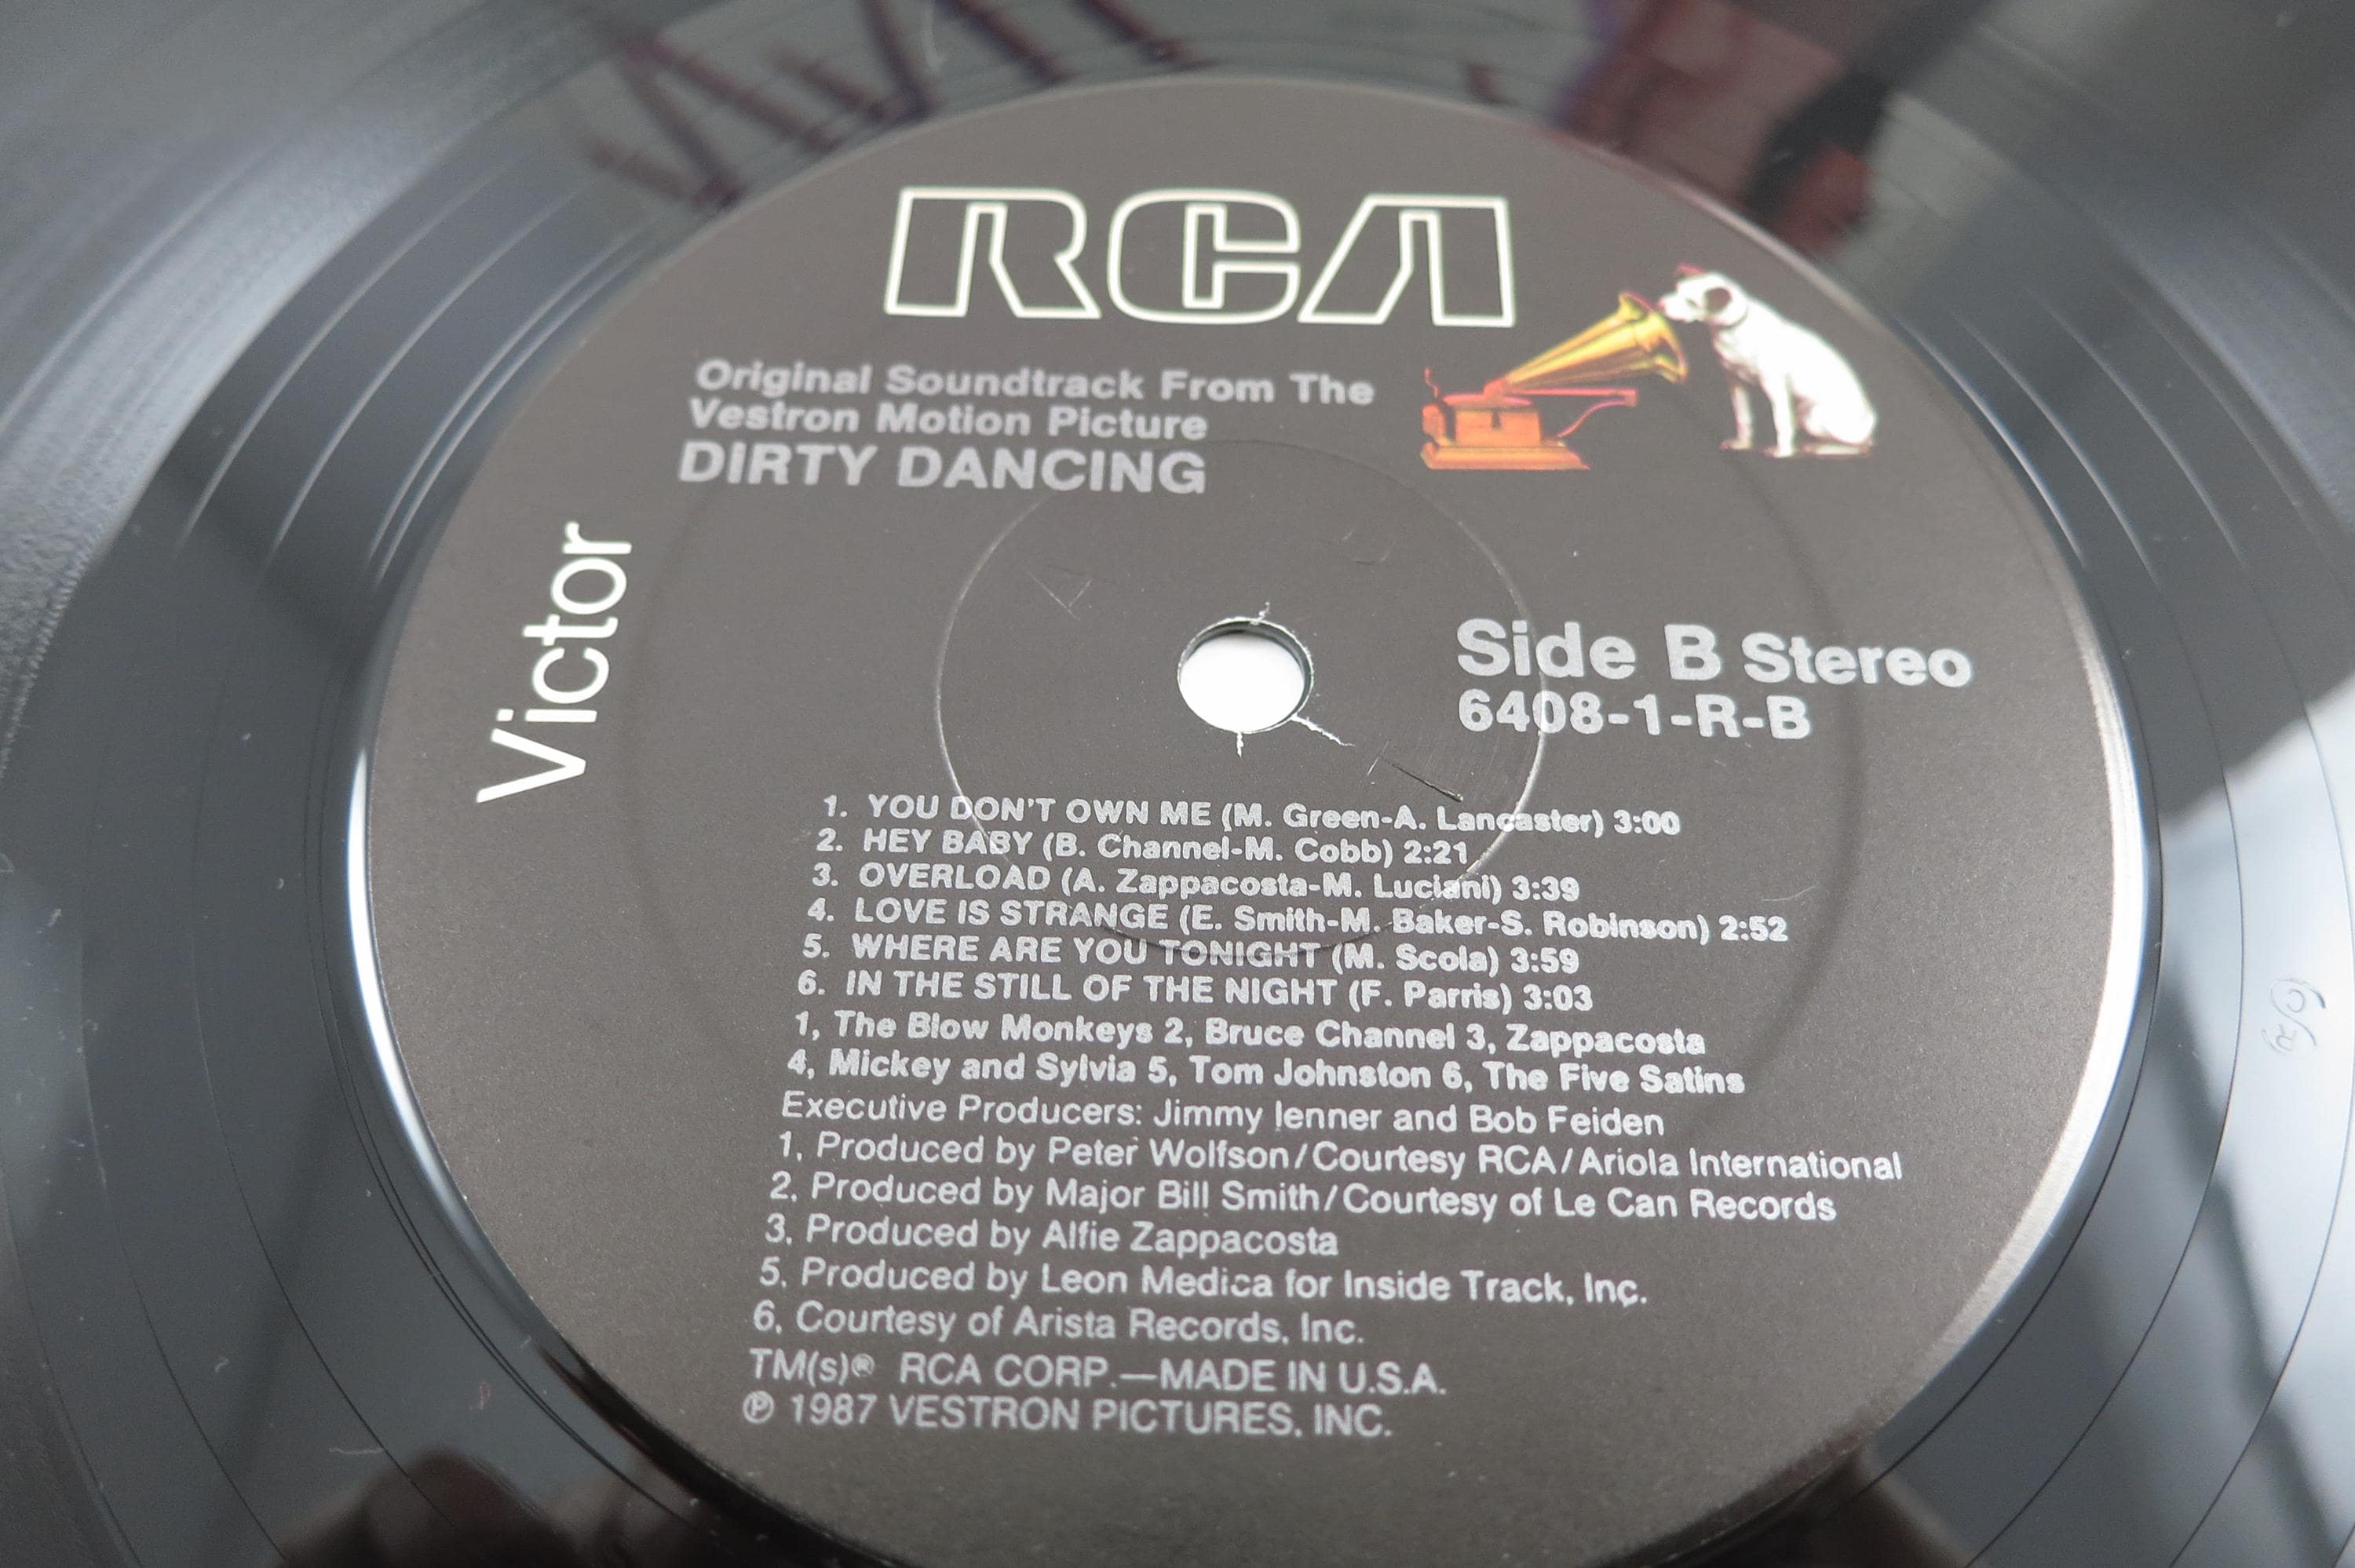 RCA
Original Soundtrack From The
Vestron Motion Picture
DIRTY DANCING
Victor
Side B Stereo
6408-1-R-B
1. YOU DON'T OWN ME (M. Green-A. Lancaster) 3:00
2. HEY BABY (B. Channel-M. Cobb) 2:21
3. OVERLOAD (A. Zappacosta-M. Luciani) 3:39
4. LOVE IS STRANGE (E. Smith-M. Baker-S. Robinson) 2:52
5. WHERE ARE YOU TONIGHT (M. Scola) 3:59
6. IN THE STILL OF THE NIGHT (F. Parris) 3:03
1, The Blow Monkeys 2, Bruce Channel 3, Zappacosta
4, Mickey and Sylvia 5, Tom Johnston 6, The Five Satins
Executive Producers: Jimmy Ienner and Bob Feiden
1, Produced by Peter Wolfson/Courtesy RCA/Ariola International
2, Produced by Major Bill Smith/Courtesy of Le Can Records
3, Produced by Alfie Zappacosta
5, Produced by Leon Medica for Inside Track, Inc.
6, Courtesy of Arista Records, Inc.
TM(s)® RCA CORP.—MADE IN U.S.A.
℗ 1987 VESTRON PICTURES, INC.